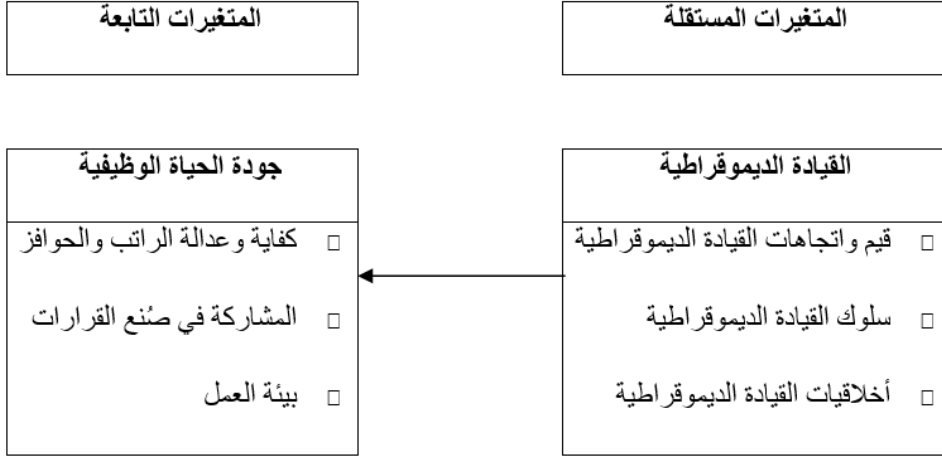 المتغيرات المستقلة
المتغيرات التابعة
القيادة الديموقراطية
قيم واتجاهات القيادة الديموقراطية
سلوك القيادة الديموقراطية
أخلاقيات القيادة الديموقراطية
جودة الحياة الوظيفية
كفاية وعدالة الراتب والحوافز
المشاركة في صُنع القرارات
بيئة العمل